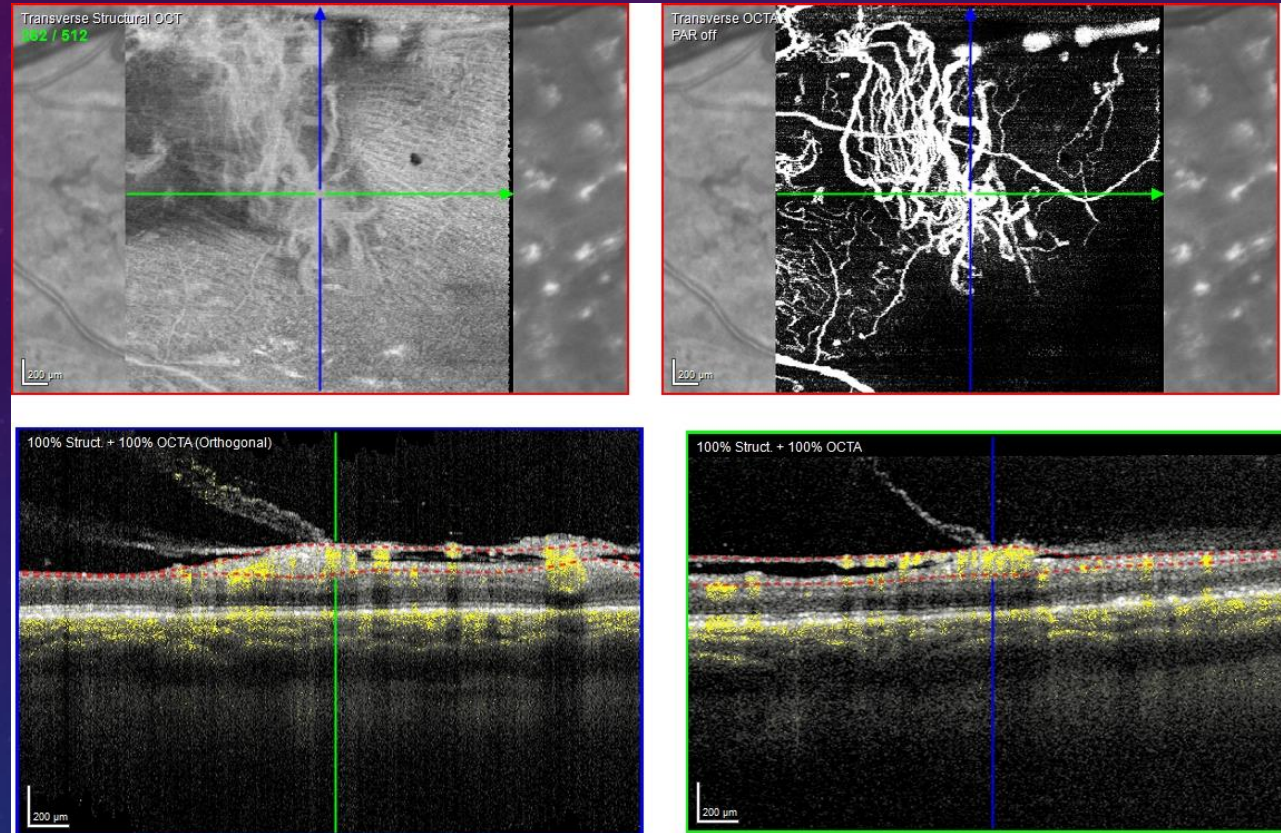 Transverse Structural OCT
262 / 512
200 µm
Transverse OCTA
PAR off
200 µm
100% Struct. + 100% OCTA (Orthogonal)
200 µm
100% Struct. + 100% OCTA
200 µm